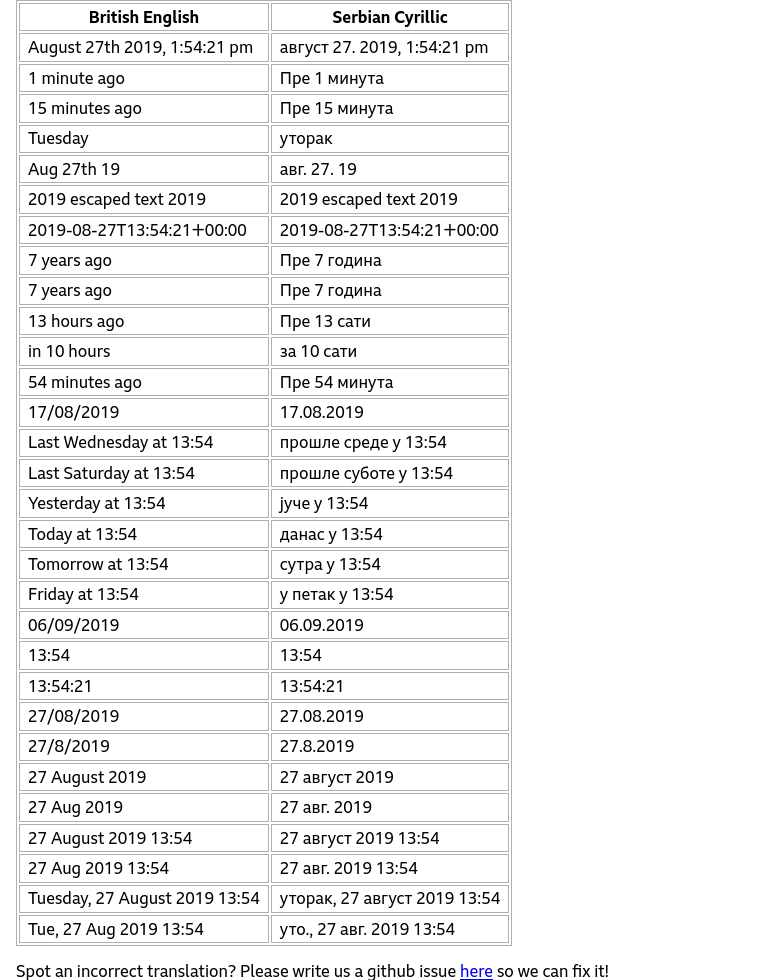 British English Serbian Cyrillic
August 27th 2019, 1:54:21 pm август 27. 2019, 1:54:21 pm
1 minute ago Пре 1 минута
15 minutes ago Пре 15 минута
Tuesday уторак
Aug 27th 19 авг. 27. 19
2019 escaped text 2019 2019 escaped text 2019
2019-08-27T13:54:21+00:00 2019-08-27T13:54:21+00:00
7 years ago Пре 7 година
7 years ago Пре 7 година
13 hours ago Пре 13 сати
in 10 hours за 10 сати
54 minutes ago Пре 54 минута
17/08/2019 17.08.2019
Last Wednesday at 13:54 прошле среде у 13:54
Last Saturday at 13:54 прошле суботе у 13:54
Yesterday at 13:54 јуче у 13:54
Today at 13:54 данас у 13:54
Tomorrow at 13:54 сутра у 13:54
Friday at 13:54 у петак у 13:54
06/09/2019 06.09.2019
13:54 13:54
13:54:21 13:54:21
27/08/2019 27.08.2019
27/8/2019 27.8.2019
27 August 2019 27 август 2019
27 Aug 2019 27 авг. 2019
27 August 2019 13:54 27 август 2019 13:54
27 Aug 2019 13:54 27 авг. 2019 13:54
Tuesday, 27 August 2019 13:54 уторак, 27 август 2019 13:54
Tue, 27 Aug 2019 13:54 уто., 27 авг. 2019 13:54
Spot an incorrect translation? Please write us a github issue here so we can fix it!